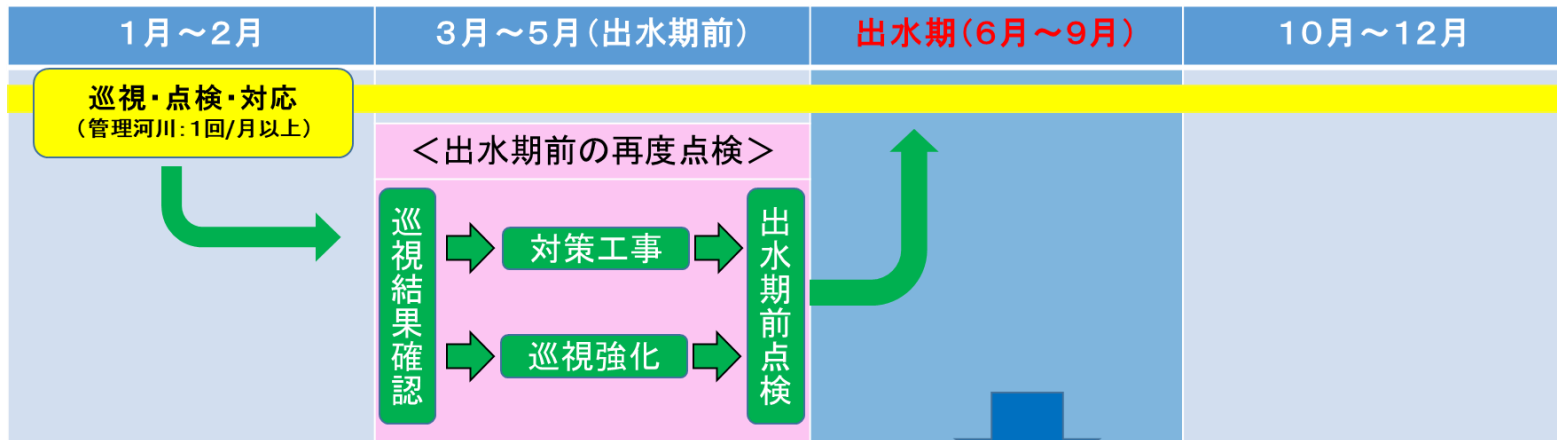 1月～2月
3月～5月(出水期前)
出水期(6月～9月)
10月～12月
巡視・点検・対応
(管理河川：1回/月以上)
＜出水期前の再度点検＞
巡視結果確認
対策工事
巡視強化
出水期前点検